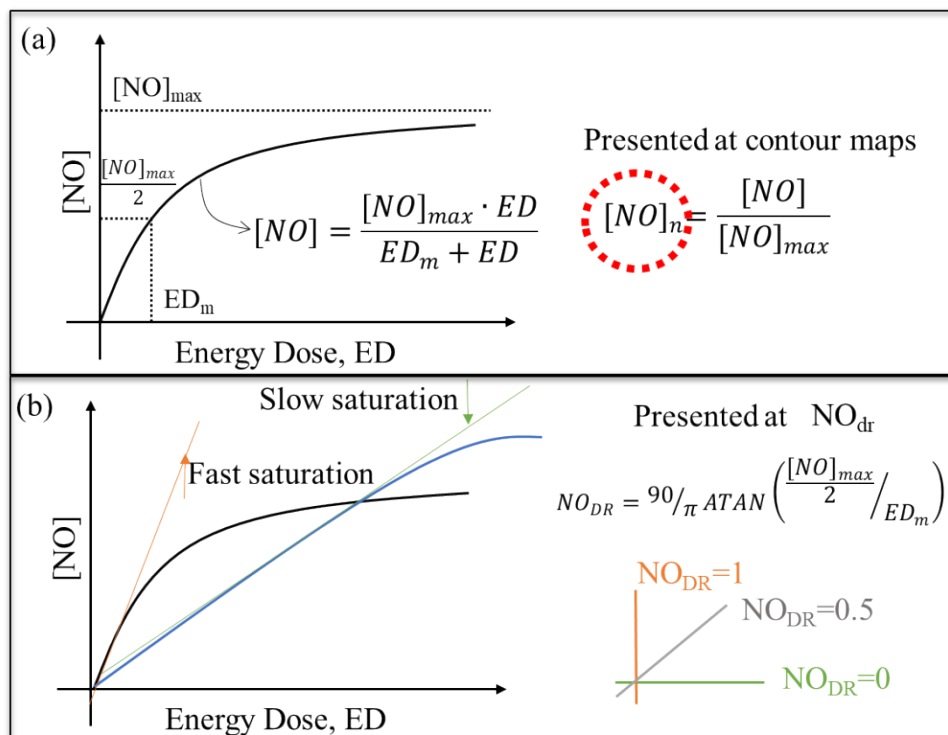 (a)
[NO]max
[NO]max/2
[NO]
[NO] = [NO]max · ED / EDm + ED
EDm
Energy Dose, ED
Presented at contour maps
[NO]n = [NO] / [NO]max
(b)
Slow saturation
Fast saturation
[NO]
Energy Dose, ED
Presented at NOdr
NODR = 90/π ATAN ([NO]max/2 / EDm)
NODR=1
NODR=0.5
NODR=0